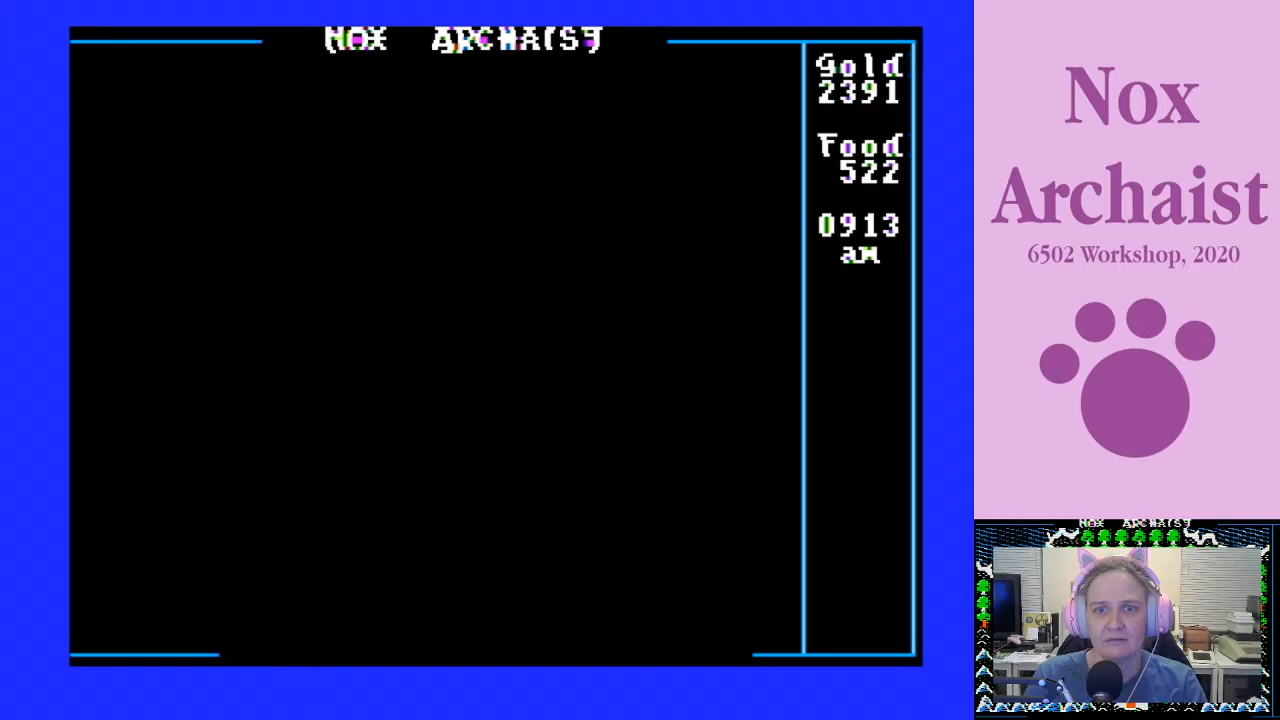 NOX ARCHAIST
Gold
2391
Food
522
0913
am
Nox
Archaist
6502 Workshop, 2020
NOX ARCHAIST